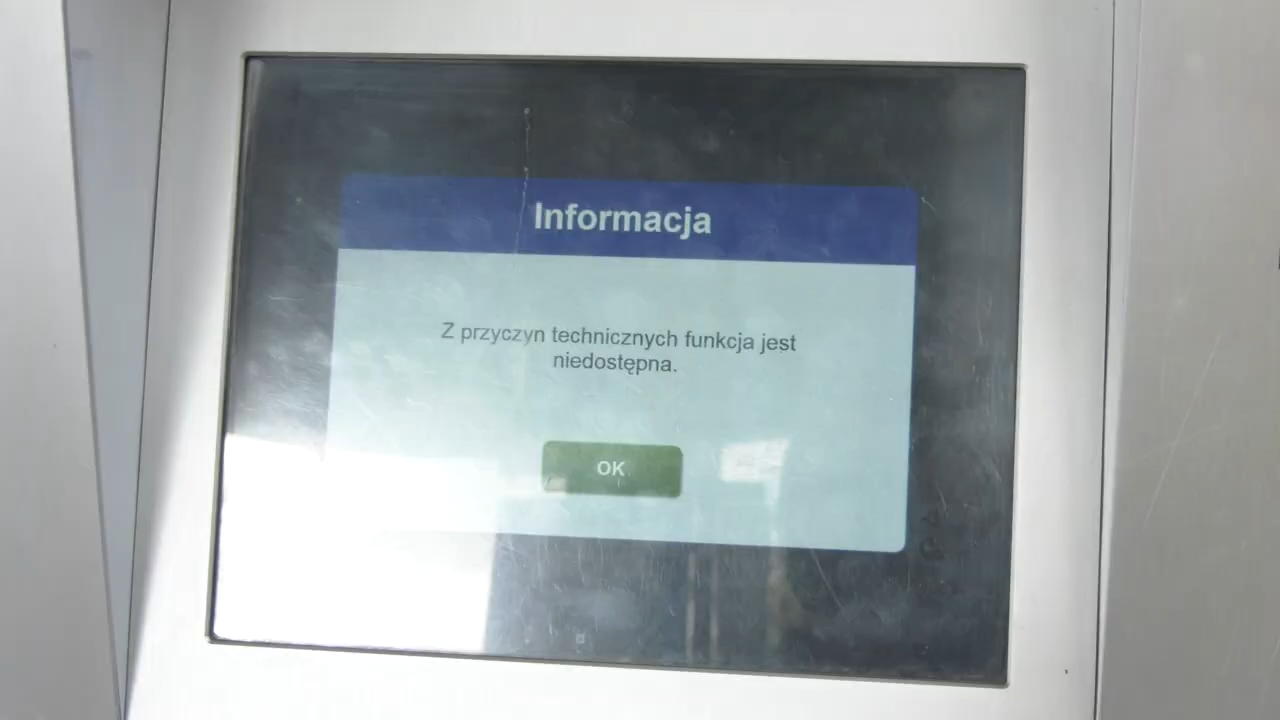 Informacja
Z przyczyn technicznych funkcja jest
niedostępna.
OK